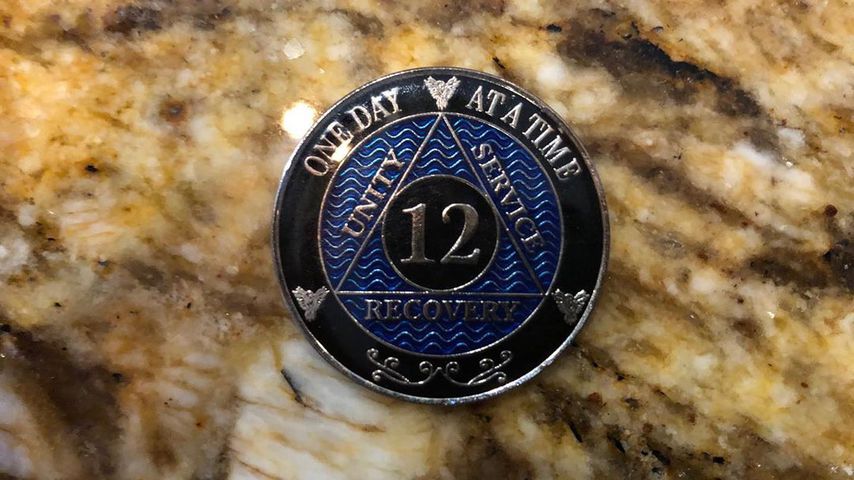 ONE DAY AT A TIME
UNITY
SERVICE
12
RECOVERY